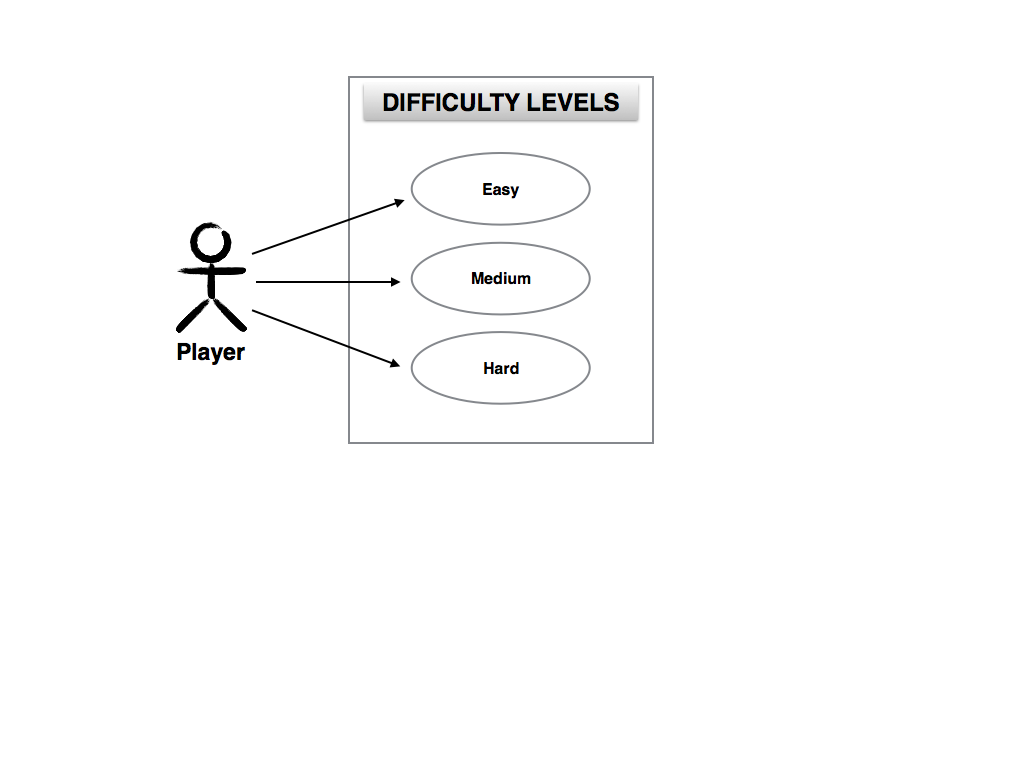 DIFFICULTY LEVELS
Easy
Medium
Hard
Player